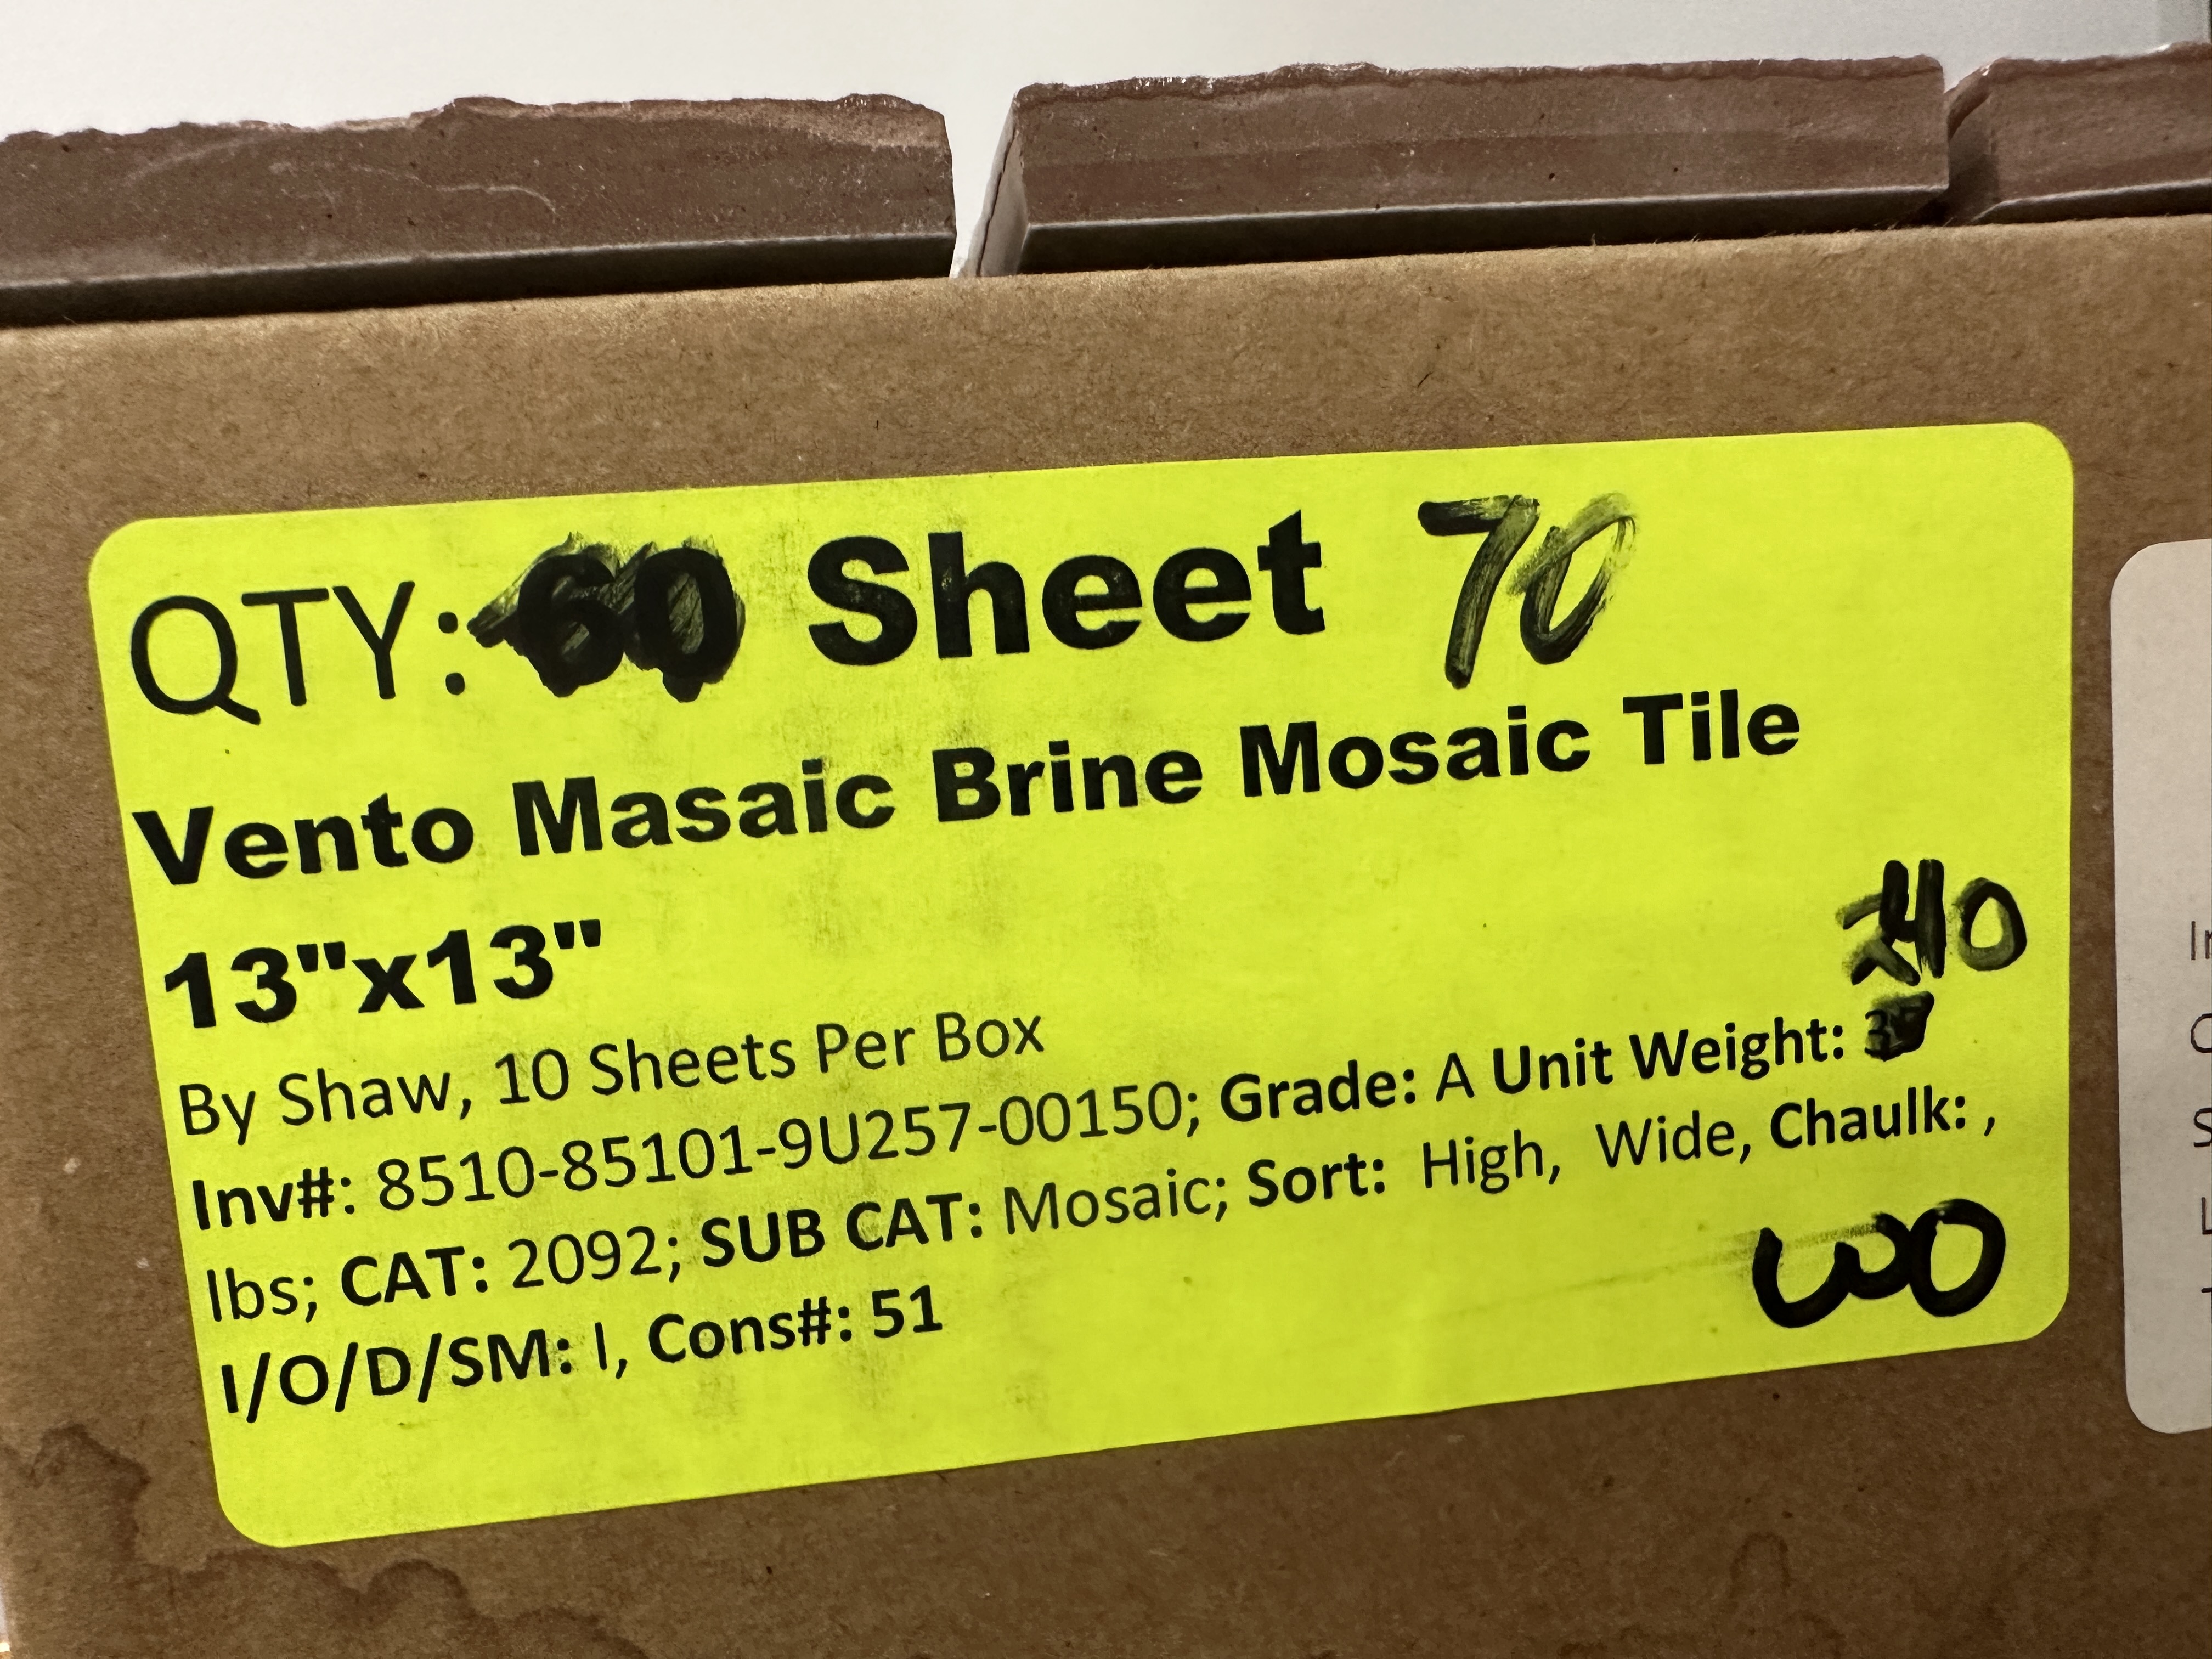 QTY: 60 Sheet 70
Vento Masaic Brine Mosaic Tile
13"x13"
By Shaw, 10 Sheets Per Box
Inv#: 8510-85101-9U257-00150; Grade: A Unit Weight:
lbs; CAT: 2092; SUB CAT: Mosaic; Sort: High, Wide, Chaulk: ,
I/O/D/SM: I, Cons#: 51